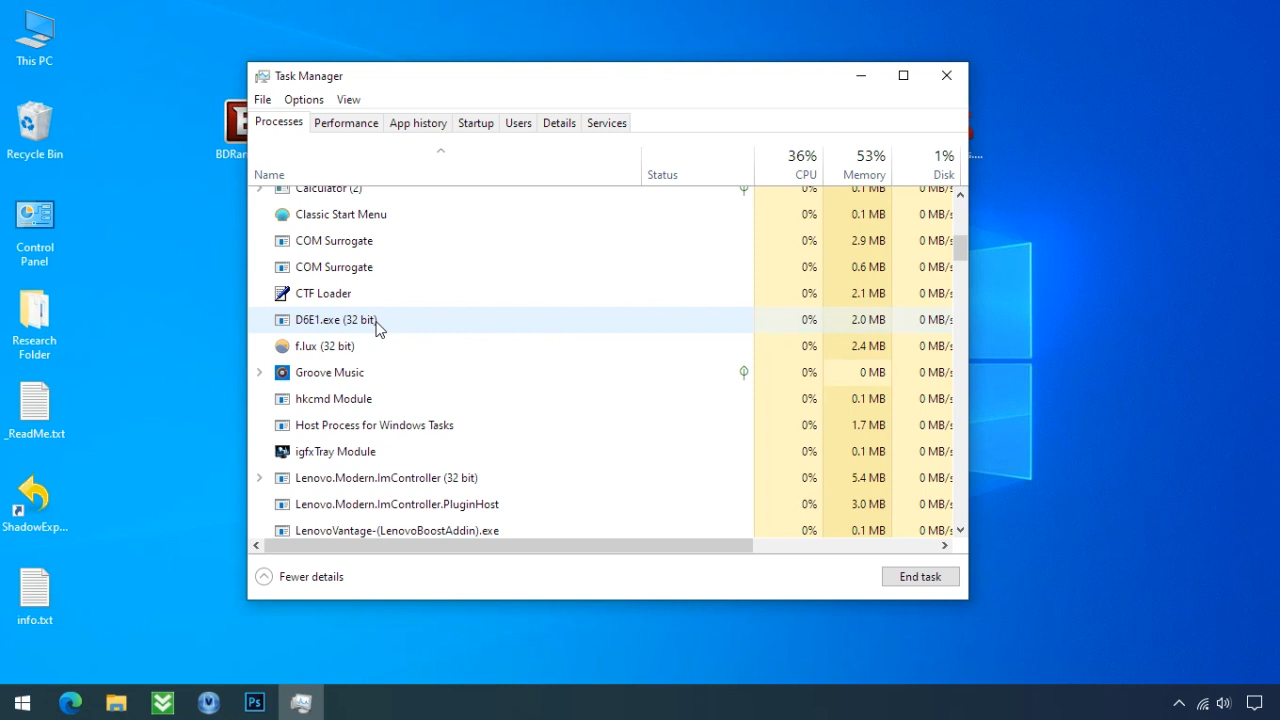 This PC
Recycle Bin
Control
Panel
Research
Folder
_ReadMe.txt
ShadowExp...
info.txt
BDRan
Task Manager
File Options View
Processes Performance App history Startup Users Details Services
36% 53% 1%
Name Status CPU Memory Disk
Calculator (2) 0% 0.1 MB 0 MB/s
Classic Start Menu 0% 0.1 MB 0 MB/s
COM Surrogate 0% 2.9 MB 0 MB/s
COM Surrogate 0% 0.6 MB 0 MB/s
CTF Loader 0% 2.1 MB 0 MB/s
D6E1.exe (32 bit) 0% 2.0 MB 0 MB/s
f.lux (32 bit) 0% 2.4 MB 0 MB/s
Groove Music 0% 0 MB 0 MB/s
hkcmd Module 0% 0.1 MB 0 MB/s
Host Process for Windows Tasks 0% 1.7 MB 0 MB/s
igfxTray Module 0% 0.1 MB 0 MB/s
Lenovo.Modern.ImController (32 bit) 0% 5.4 MB 0 MB/s
Lenovo.Modern.ImController.PluginHost 0% 3.0 MB 0 MB/s
LenovoVantage-(LenovoBoostAddin).exe 0% 0.1 MB 0 MB/s
Fewer details
End task
Ps